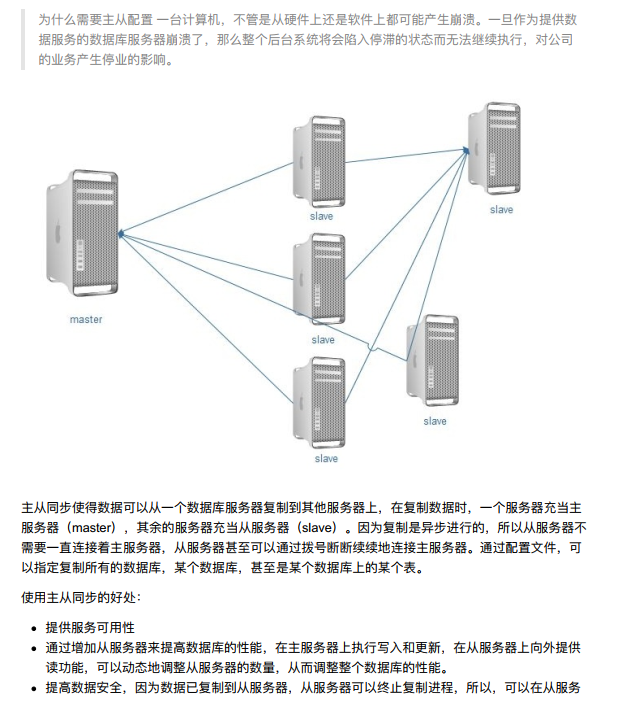 为什么需要主从配置 一台计算机，不管是从硬件上还是软件上都可能产生崩溃。一旦作为提供数
据服务的数据库服务器崩溃了，那么整个后台系统将会陷入停滞的状态而无法继续执行，对公司
的业务产生停业的影响。
slave
slave
master
slave
slave
slave
主从同步使得数据可以从一个数据库服务器复制到其他服务器上，在复制数据时，一个服务器充当主
服务器（master），其余的服务器充当从服务器（slave）。因为复制是异步进行的，所以从服务器不
需要一直连接着主服务器，从服务器甚至可以通过拨号断断续续地连接主服务器。通过配置文件，可
以指定复制所有的数据库，某个数据库，甚至是某个数据库上的某个表。
使用主从同步的好处：
• 提供服务可用性
• 通过增加从服务器来提高数据库的性能，在主服务器上执行写入和更新，在从服务器上向外提供
读功能，可以动态地调整从服务器的数量，从而调整整个数据库的性能。
• 提高数据安全，因为数据已复制到从服务器，从服务器可以终止复制进程，所以，可以在从服务